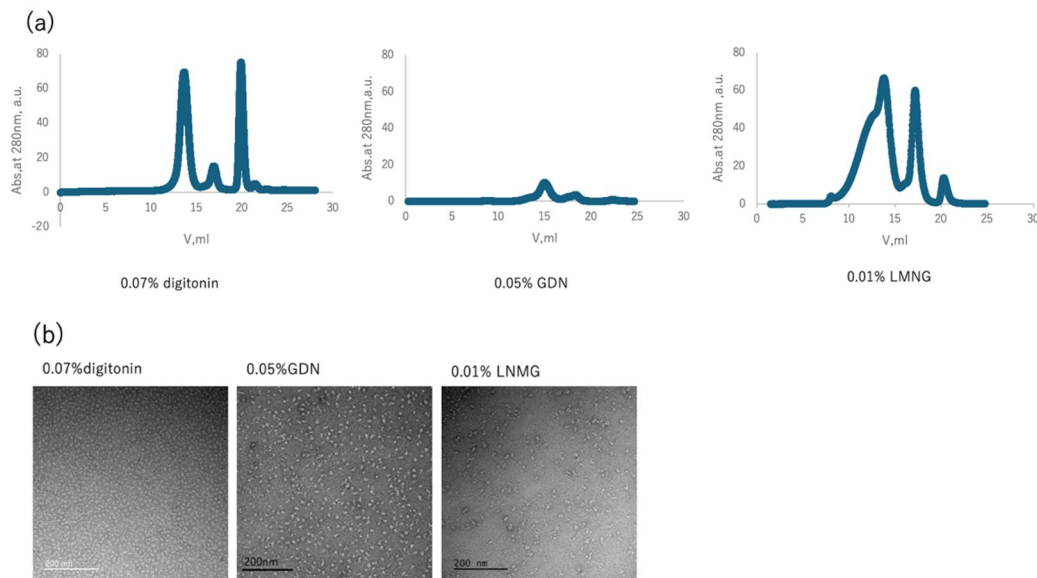 (a)
80
60
40
20
0
-20
0
5
10
15
20
25
30
Abs,at 280nm, a.u.
V,ml
0.07% digitonin
80
60
40
20
0
0
5
10
15
20
25
30
Abs.at 280nm,a.u.
V,ml
0.05% GDN
80
60
40
20
0
0
5
10
15
20
25
30
Abs.at 280nm ,a.u.
V,ml
0.01% LMNG
(b)
0.07%digitonin
0.05%GDN
0.01% LNMG
200 nm
200nm
200 nm